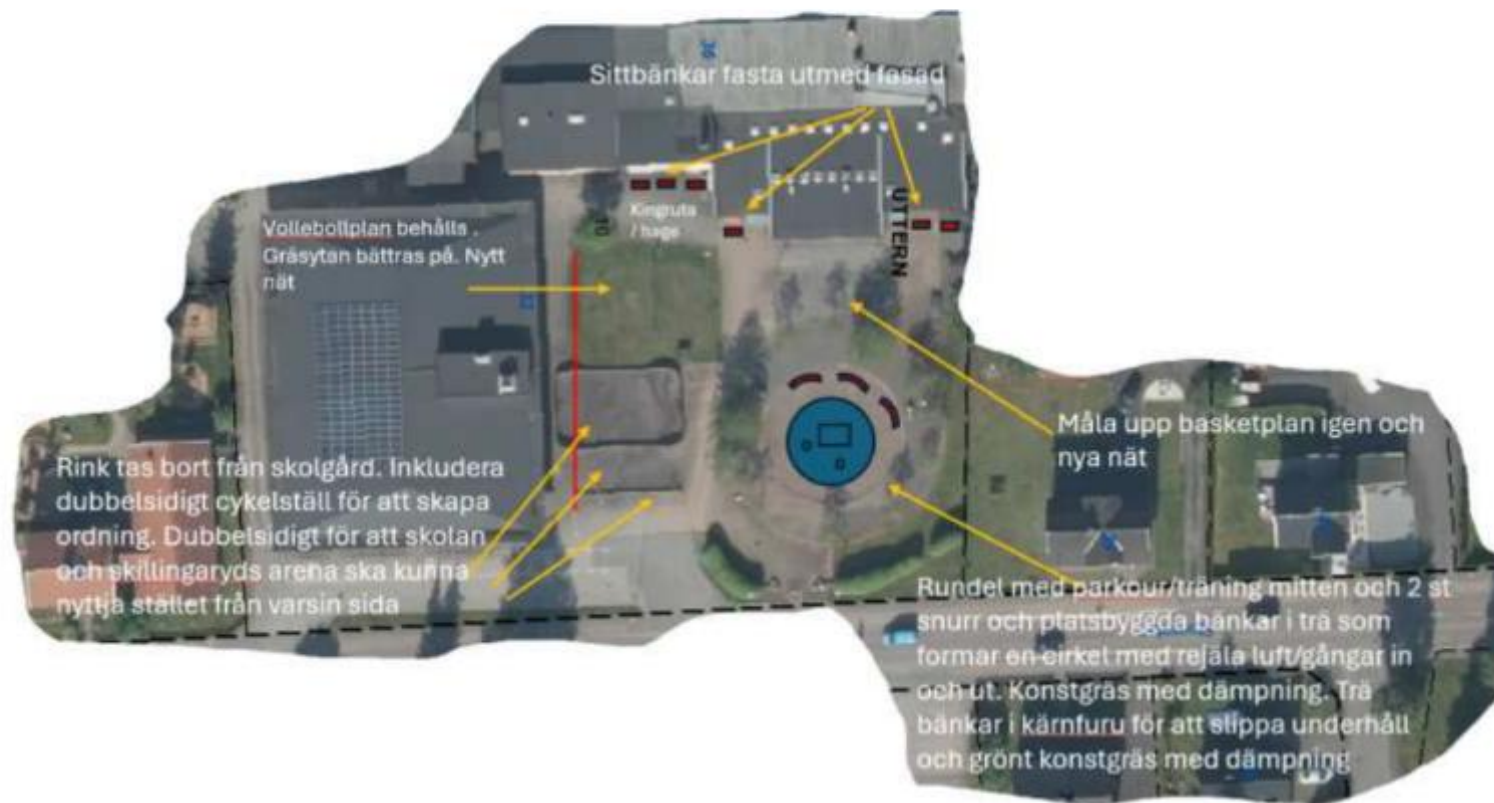 Sittbänkar fasta utmed fasad
UTTERN
Kingruta
/ hage
10
Vollebollplan behålls .
Gräsytan bättras på. Nytt
nät
Måla upp basketplan igen och
nya nät
Rink tas bort från skolgård. Inkludera
dubbelsidigt cykelställ för att skapa
ordning. Dubbelsidigt för att skolan
och skillingaryds arena ska kunna
nyttja stället från varsin sida
Rundel med parkour/träning mitten och 2 st
snurr och platsbyggda bänkar i trä som
formar en cirkel med rejäla luft/gångar in
och ut. Konstgräs med dämpning. Trä
bänkar i kärnfuru för att slippa underhåll
och grönt konstgräs med dämpning